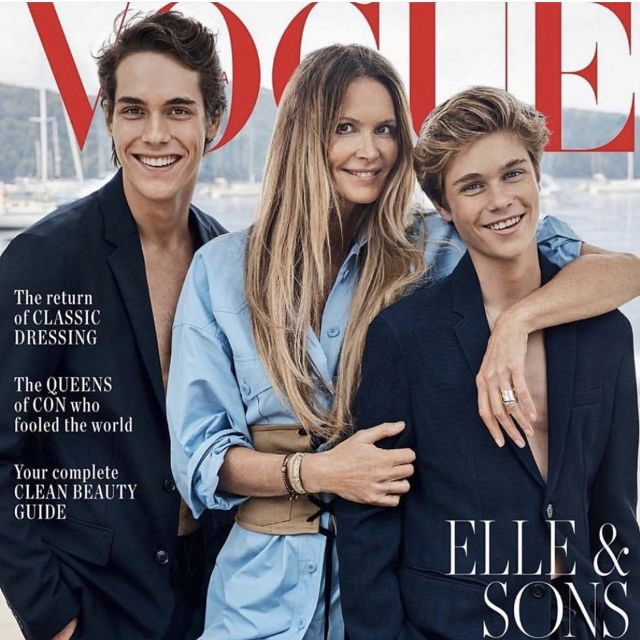 VOGUE
The return
of CLASSIC
DRESSING
The QUEENS
of CON who
fooled the world
Your complete
CLEAN BEAUTY
GUIDE
ELLE &
SONS